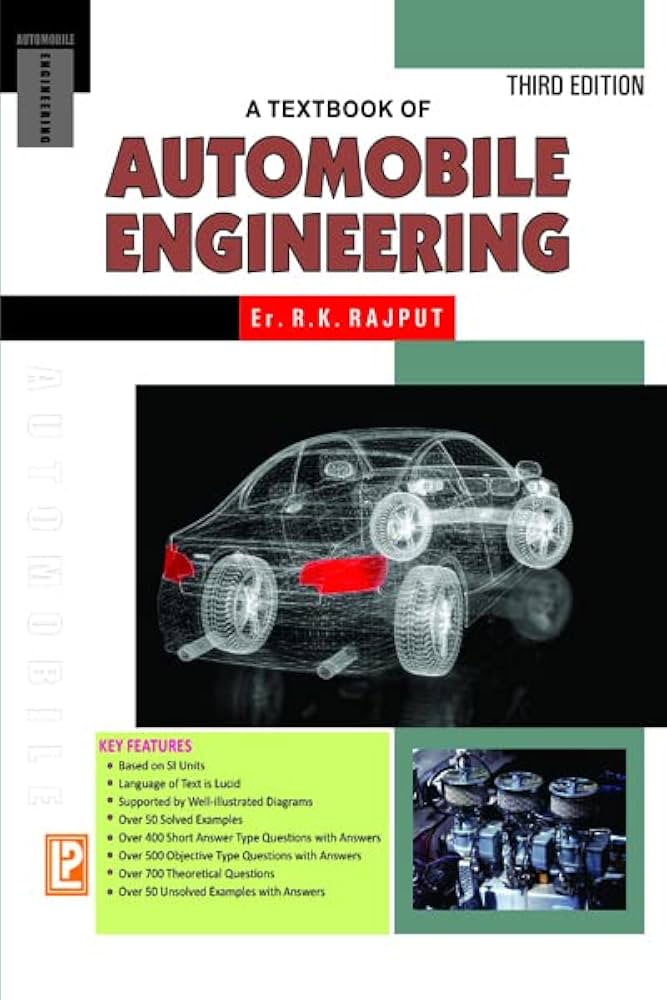 AUTOMOBILE
ENGINEERING
THIRD EDITION
A TEXTBOOK OF
AUTOMOBILE
ENGINEERING
Er. R.K. RAJPUT
AUTOMOBILE
KEY FEATURES
• Based on SI Units
• Language of Text is Lucid
• Supported by Well-illustrated Diagrams
• Over 50 Solved Examples
• Over 400 Short Answer Type Questions with Answers
• Over 500 Objective Type Questions with Answers
• Over 700 Theoretical Questions
• Over 50 Unsolved Examples with Answers
LP